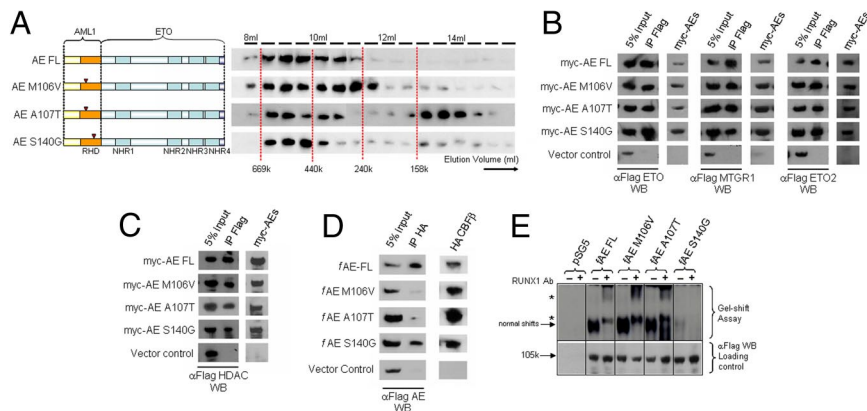 A
AML1
ETO
8ml
10ml
12ml
14ml
AE FL
AE M106V
AE A107T
AE S140G
RHD
NHR1
NHR2
NHR3
NHR4
669k
440k
240k
158k
Elution Volume (ml)
B
5% input
IP Flag
myc-AEs
5% input
IP Flag
myc-AEs
5% input
IP Flag
myc-AEs
myc-AE FL
myc-AE M106V
myc-AE A107T
myc-AE S140G
Vector control
αFlag ETO
WB
αFlag MTGR1
WB
αFlag ETO2
WB
C
5% input
IP Flag
myc-AEs
myc-AE FL
myc-AE M106V
myc-AE A107T
myc-AE S140G
Vector control
αFlag HDAC
WB
D
5% input
IP HA
HACBFβ
fAE-FL
fAE M106V
fAE A107T
fAE S140G
Vector Control
αFlag AE
WB
E
pSG5
fAE FL
fAE M106V
fAE A107T
fAE S140G
RUNX1 Ab
– + – + – + – + – +
*
*
normal shifts
Gel-shift
Assay
105k
αFlag WB
Loading
control